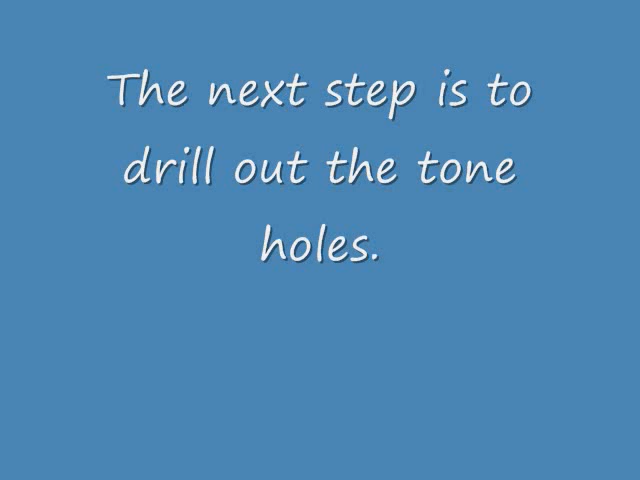 The next step is to
drill out the tone
holes.